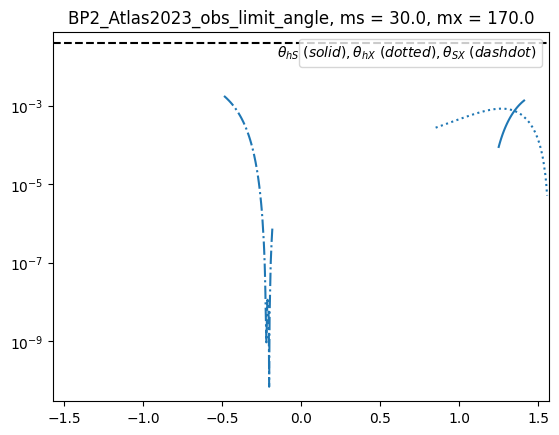 BP2_Atlas2023_obs_limit_angle, ms = 30.0, mx = 170.0
θhS (solid), θhX (dotted), θSX (dashdot)
10−3
10−5
10−7
10−9
−1.5 −1.0 −0.5 0.0 0.5 1.0 1.5